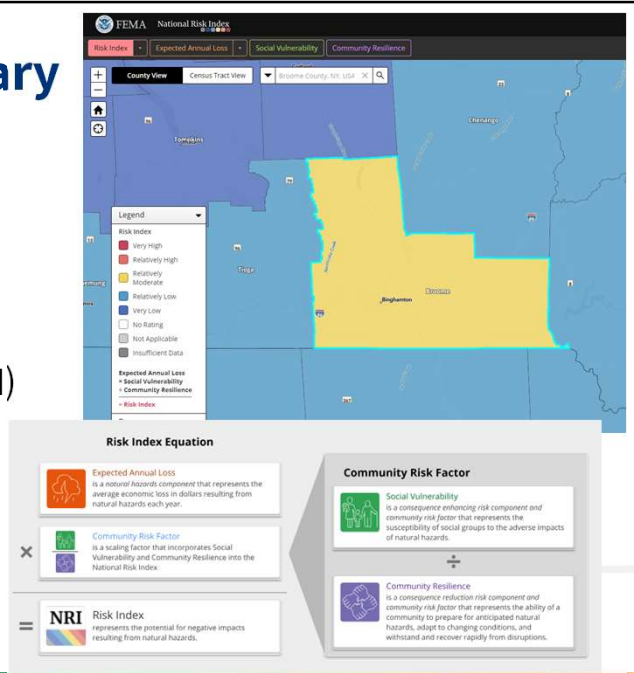 ary
FEMA National Risk Index
Risk Index Expected Annual Loss Social Vulnerability Community Resilience
+ County View Census Tract View Broome County, NY, USA
Chenango
Tompkins
Tioga
Broome
Binghamton
Legend
Risk Index
Very High
Relatively High
Relatively
Moderate
Relatively Low
Very Low
No Rating
Not Applicable
Insufficient Data
Expected Annual Loss
× Social Vulnerability
÷ Community Resilience
= Risk Index
)
Risk Index Equation
Expected Annual Loss
is a natural hazards component that represents the
average economic loss in dollars resulting from
natural hazards each year.
×
Community Risk Factor
is a scaling factor that incorporates Social
Vulnerability and Community Resilience into the
National Risk Index
=
NRI Risk Index
represents the potential for negative impacts
resulting from natural hazards.
Community Risk Factor
Social Vulnerability
is a consequence enhancing risk component and
community risk factor that represents the
susceptibility of social groups to the adverse impacts
of natural hazards.
÷
Community Resilience
is a consequence reduction risk component and
community risk factor that represents the ability of a
community to prepare for anticipated natural
hazards, adapt to changing conditions, and
withstand and recover rapidly from disruptions.